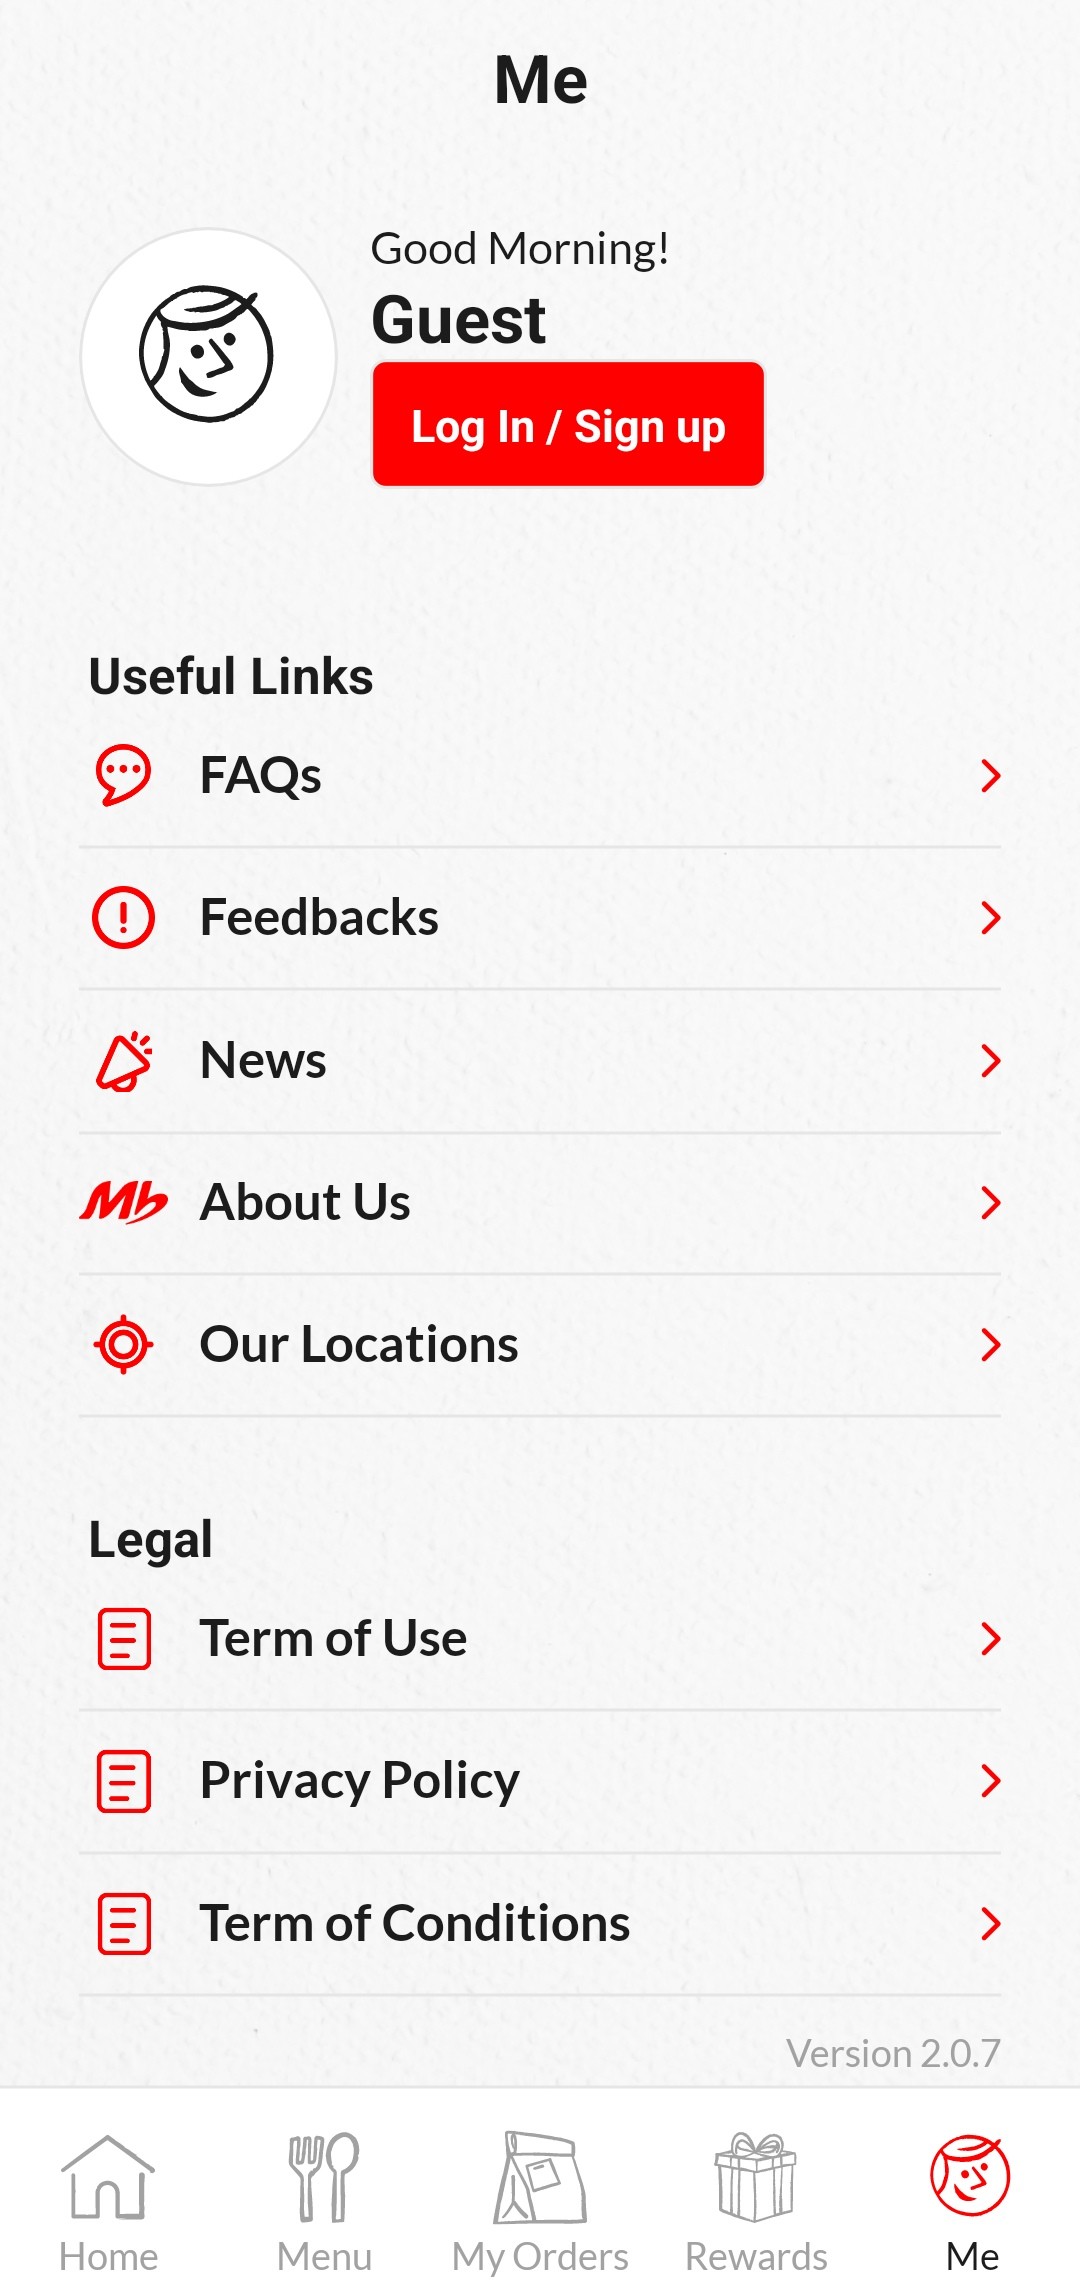 Me
Good Morning!
Guest
Log In / Sign up
Useful Links
FAQs
Feedbacks
News
Mb About Us
Our Locations
Legal
Term of Use
Privacy Policy
Term of Conditions
Version 2.0.7
Home Menu My Orders Rewards Me